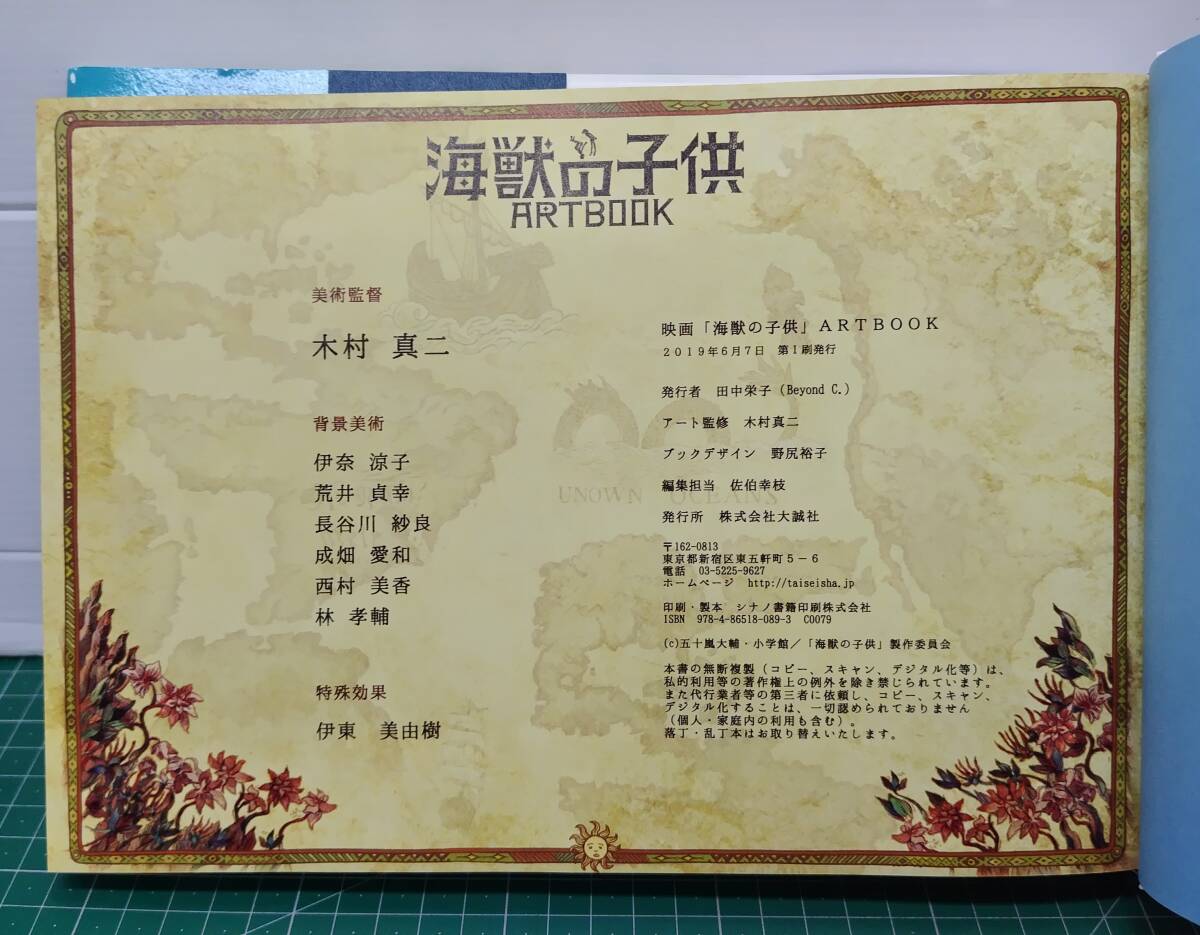 海獣の子供
ARTBOOK
美術監督
木村 真二
背景美術
伊奈 涼子
荒井 貞幸
長谷川 紗良
成畑 愛和
西村 美香
林 孝輔
特殊効果
伊東 美由樹
映画「海獣の子供」ARTBOOK
2019年6月7日 第1刷発行
発行者 田中栄子(Beyond C.)
アート監修 木村真二
ブックデザイン 野尻裕子
編集担当 佐伯幸枝
発行所 株式会社大誠社
〒162-0813
東京都新宿区東五軒町5-6
電話 03-5225-9627
ホームページ http://taiseisha.jp
印刷・製本 シナノ書籍印刷株式会社
ISBN 978-4-86518-089-3 C0079
(c)五十嵐大輔・小学館/「海獣の子供」製作委員会
本書の無断複製(コピー、スキャン、デジタル化等)は、
私的利用等の著作権上の例外を除き禁じられています。
また代行業者等の第三者に依頼し、コピー、スキャン、
デジタル化することは、一切認められておりません
(個人・家庭内の利用も含む)。
落丁・乱丁本はお取り替えいたします。
UNOWN OCEANS